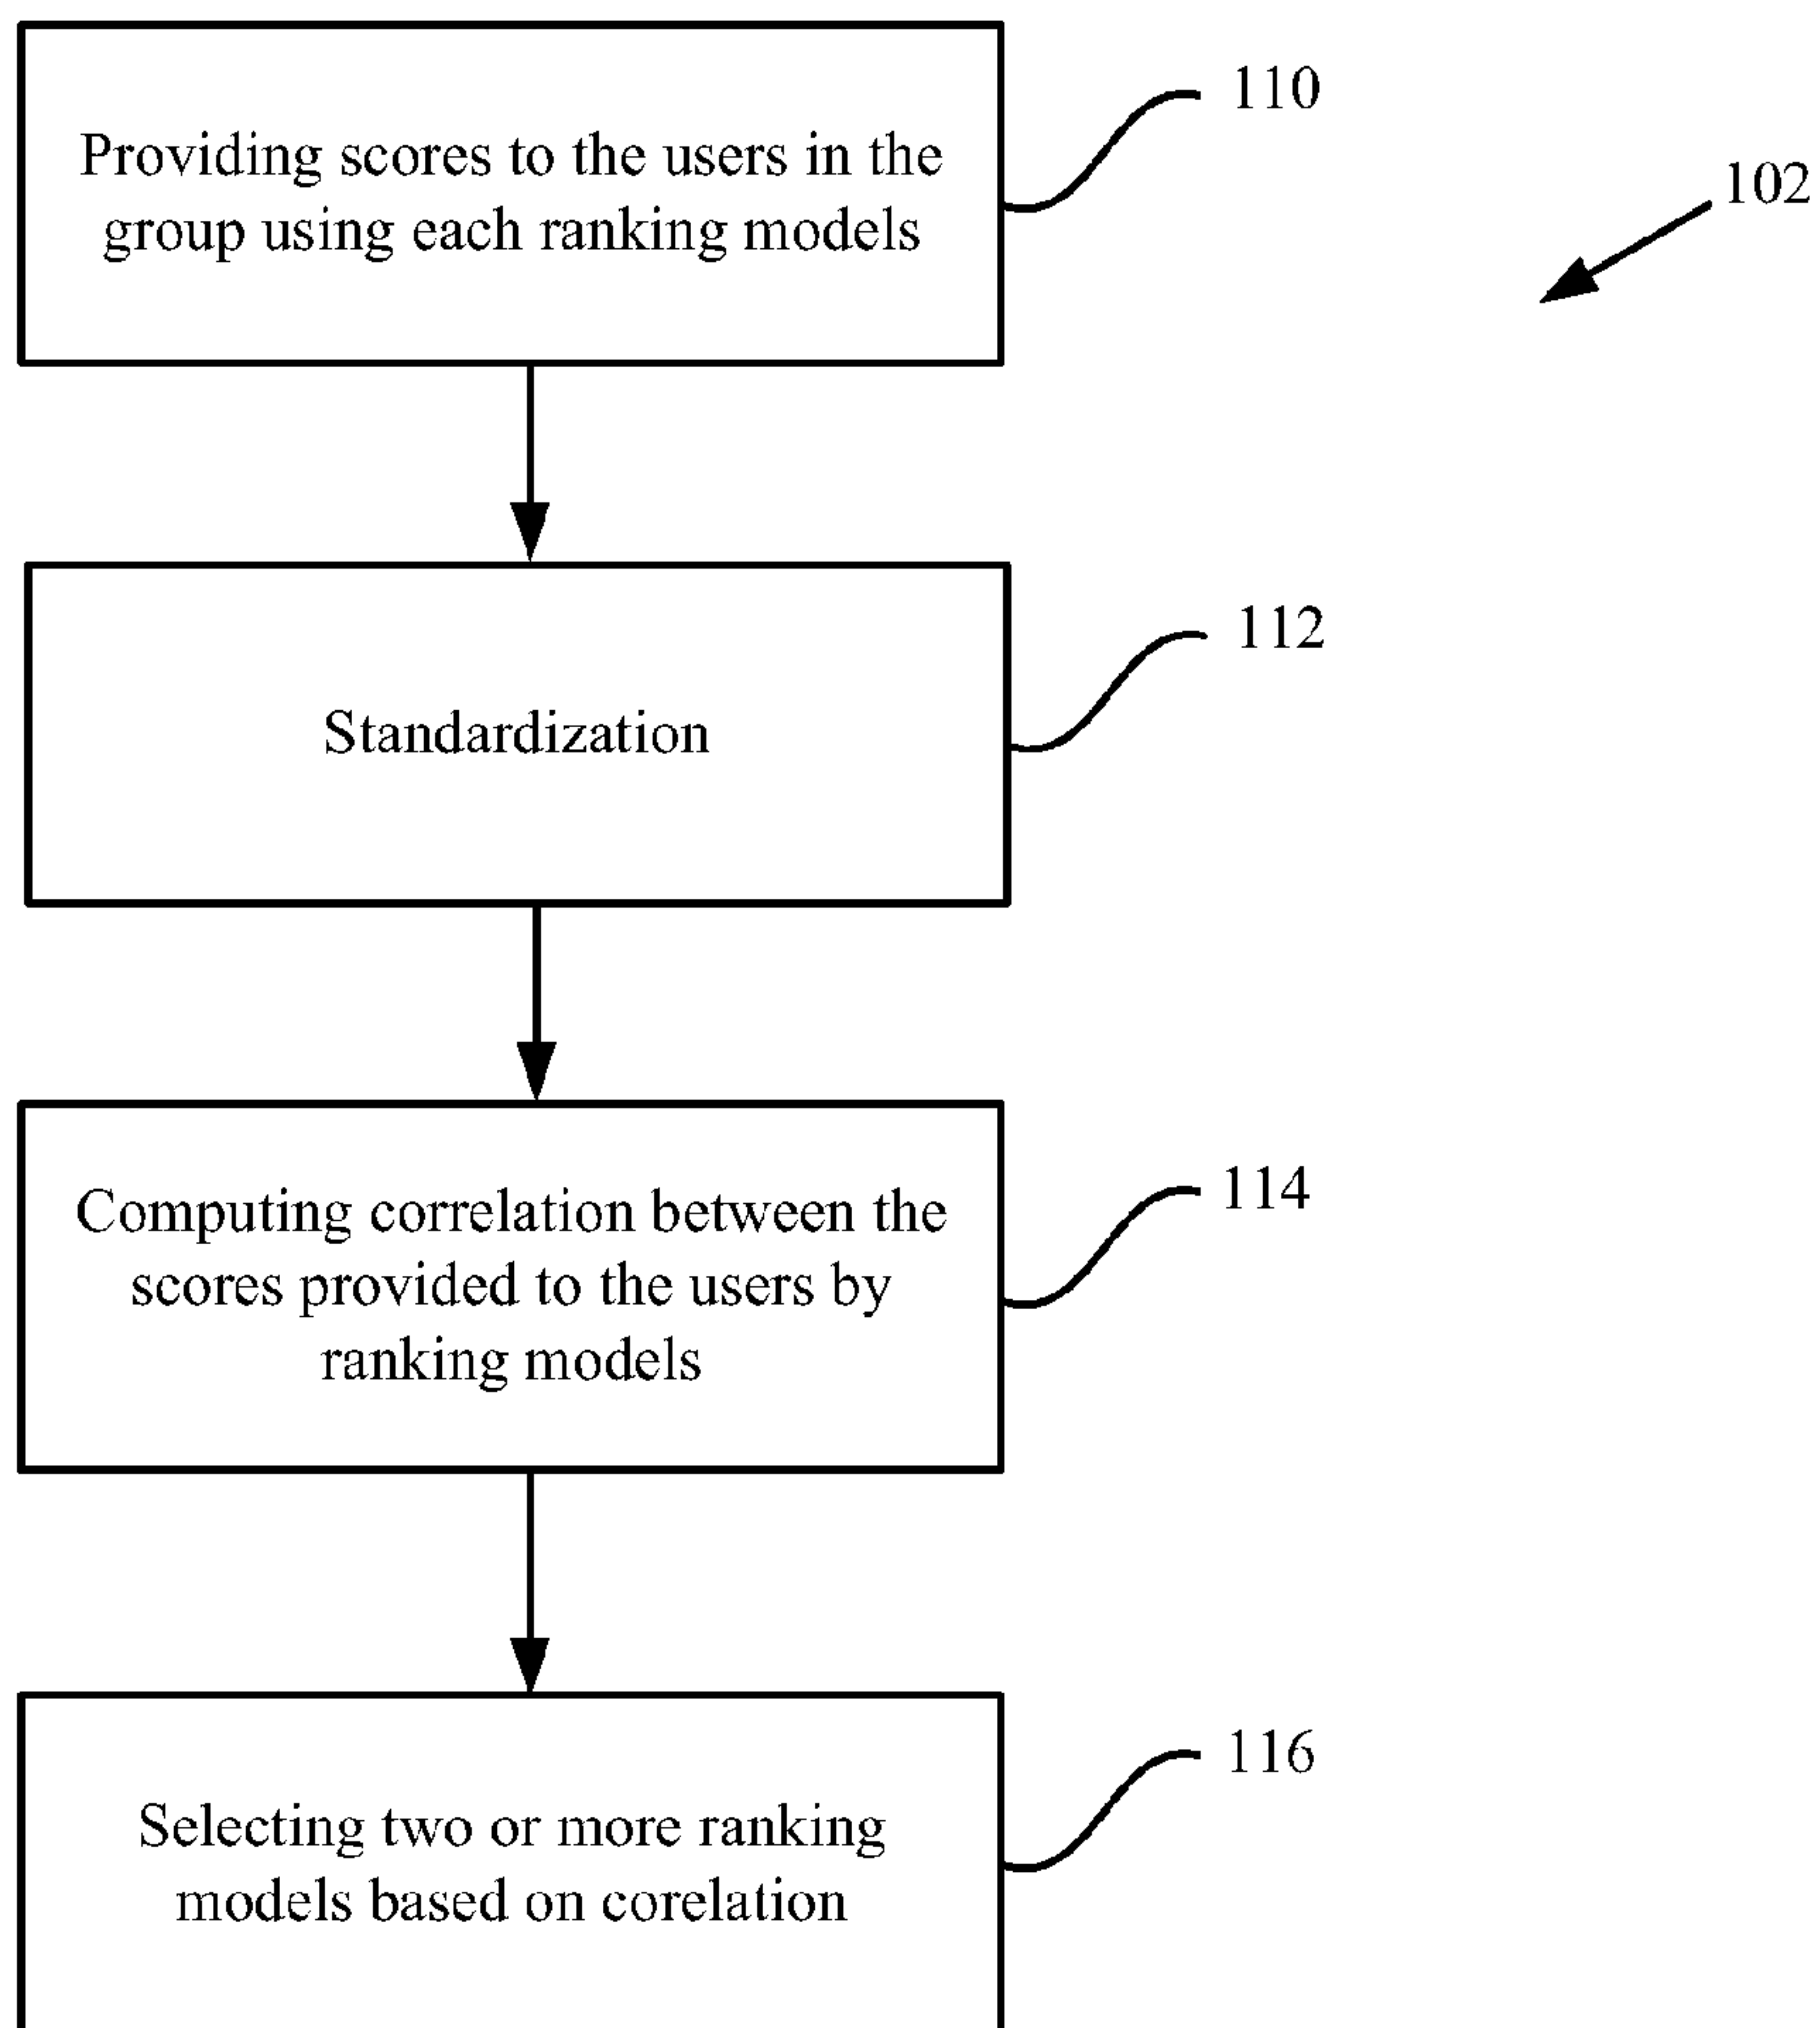 Providing scores to the users in the
group using each ranking models
110
102
Standardization
112
Computing correlation between the
scores provided to the users by
ranking models
114
Selecting two or more ranking
models based on corelation
116